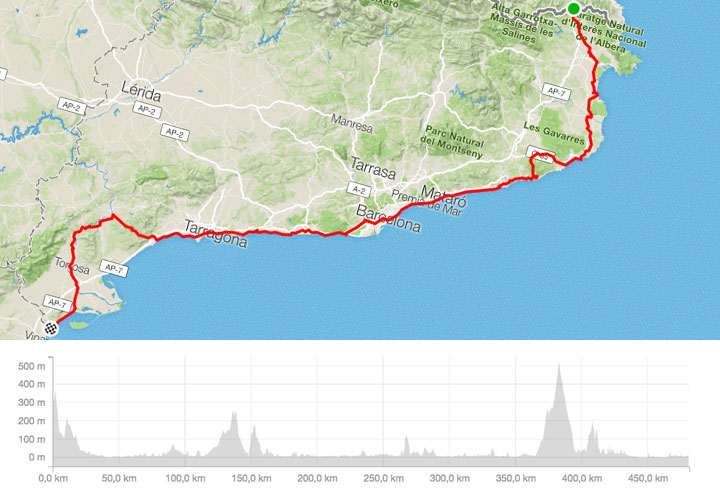 Alta Garrotxa-
Massís de les
Salines
Paratge Natural
d'Interès Nacional
de l'Albera
Lérida
AP-2
AP-2
AP-2
AP-2
AP-7
Manresa
Les Gavarres
Parc Natural
del Montseny
Tarrasa
A-2
Mataró
Premià de Mar
Barcelona
Tarragona
Tortosa
AP-7
AP-7
500 m
400 m
300 m
200 m
100 m
0 m
0,0 km
50,0 km
100,0 km
150,0 km
200,0 km
250,0 km
300,0 km
350,0 km
400,0 km
450,0 km